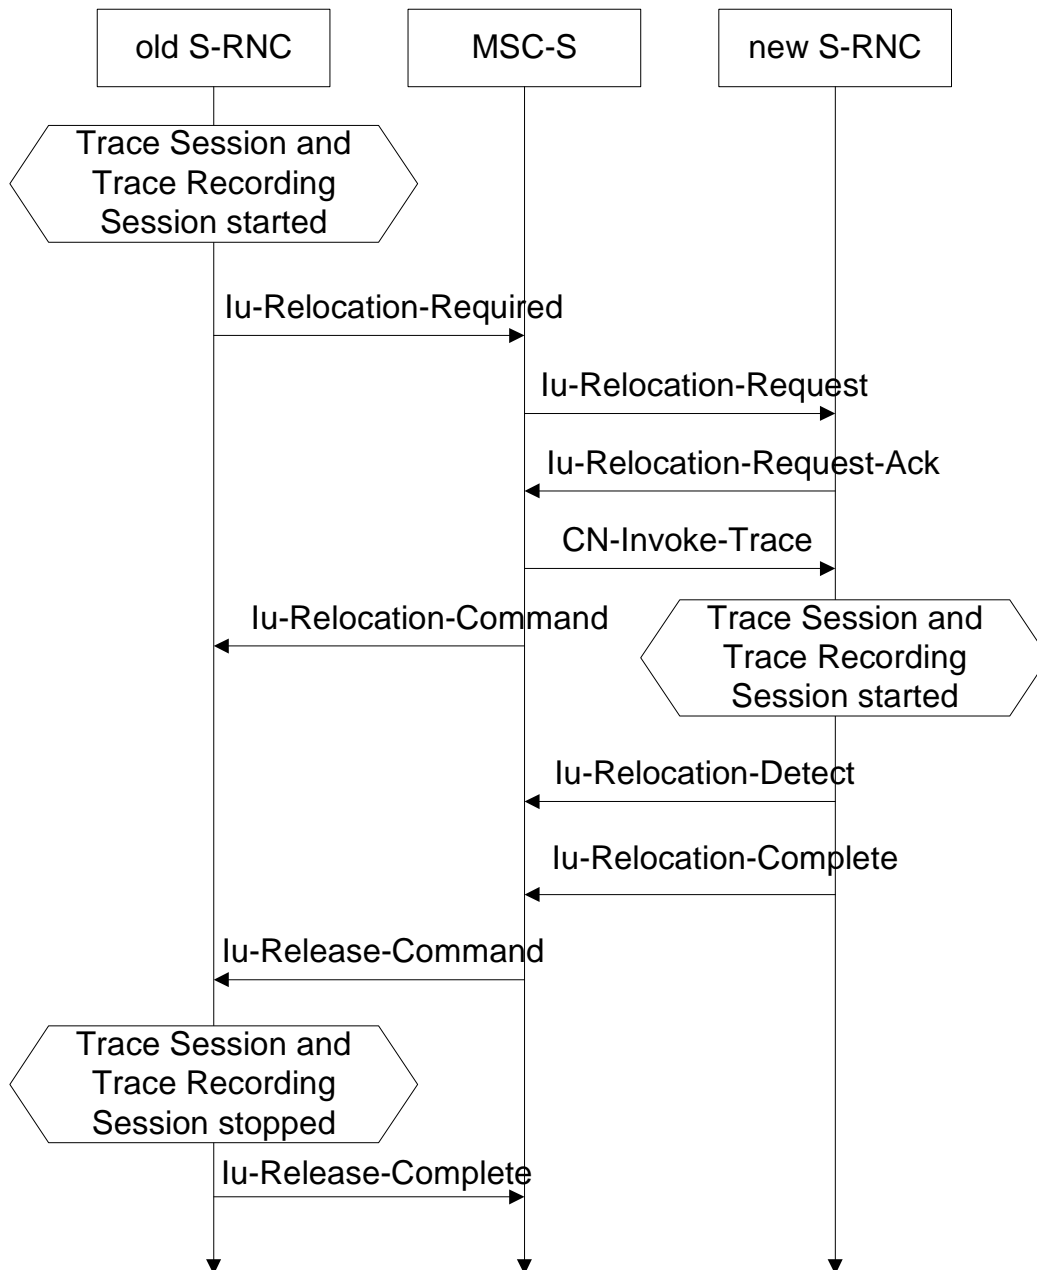 old S-RNC
MSC-S
new S-RNC
Trace Session and
Trace Recording
Session started
Iu-Relocation-Required
Iu-Relocation-Request
Iu-Relocation-Request-Ack
CN-Invoke-Trace
Iu-Relocation-Command
Trace Session and
Trace Recording
Session started
Iu-Relocation-Detect
Iu-Relocation-Complete
Iu-Release-Command
Trace Session and
Trace Recording
Session stopped
Iu-Release-Complete